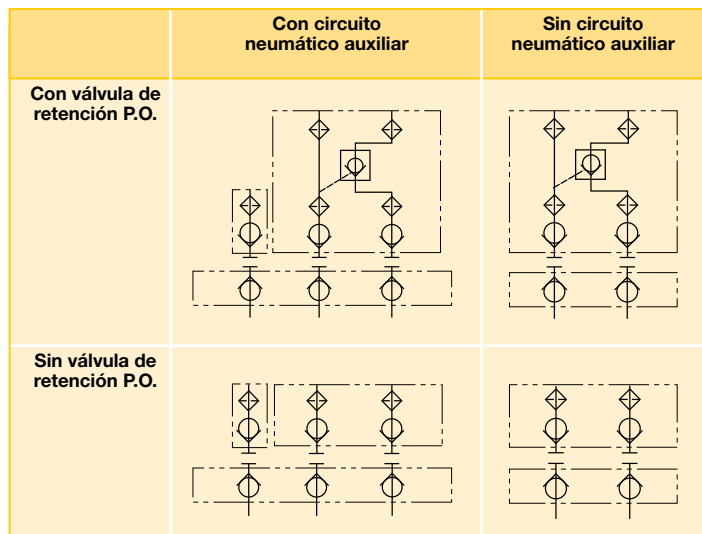 Con circuito
neumático auxiliar
Sin circuito
neumático auxiliar
Con válvula de
retención P.O.
Sin válvula de
retención P.O.